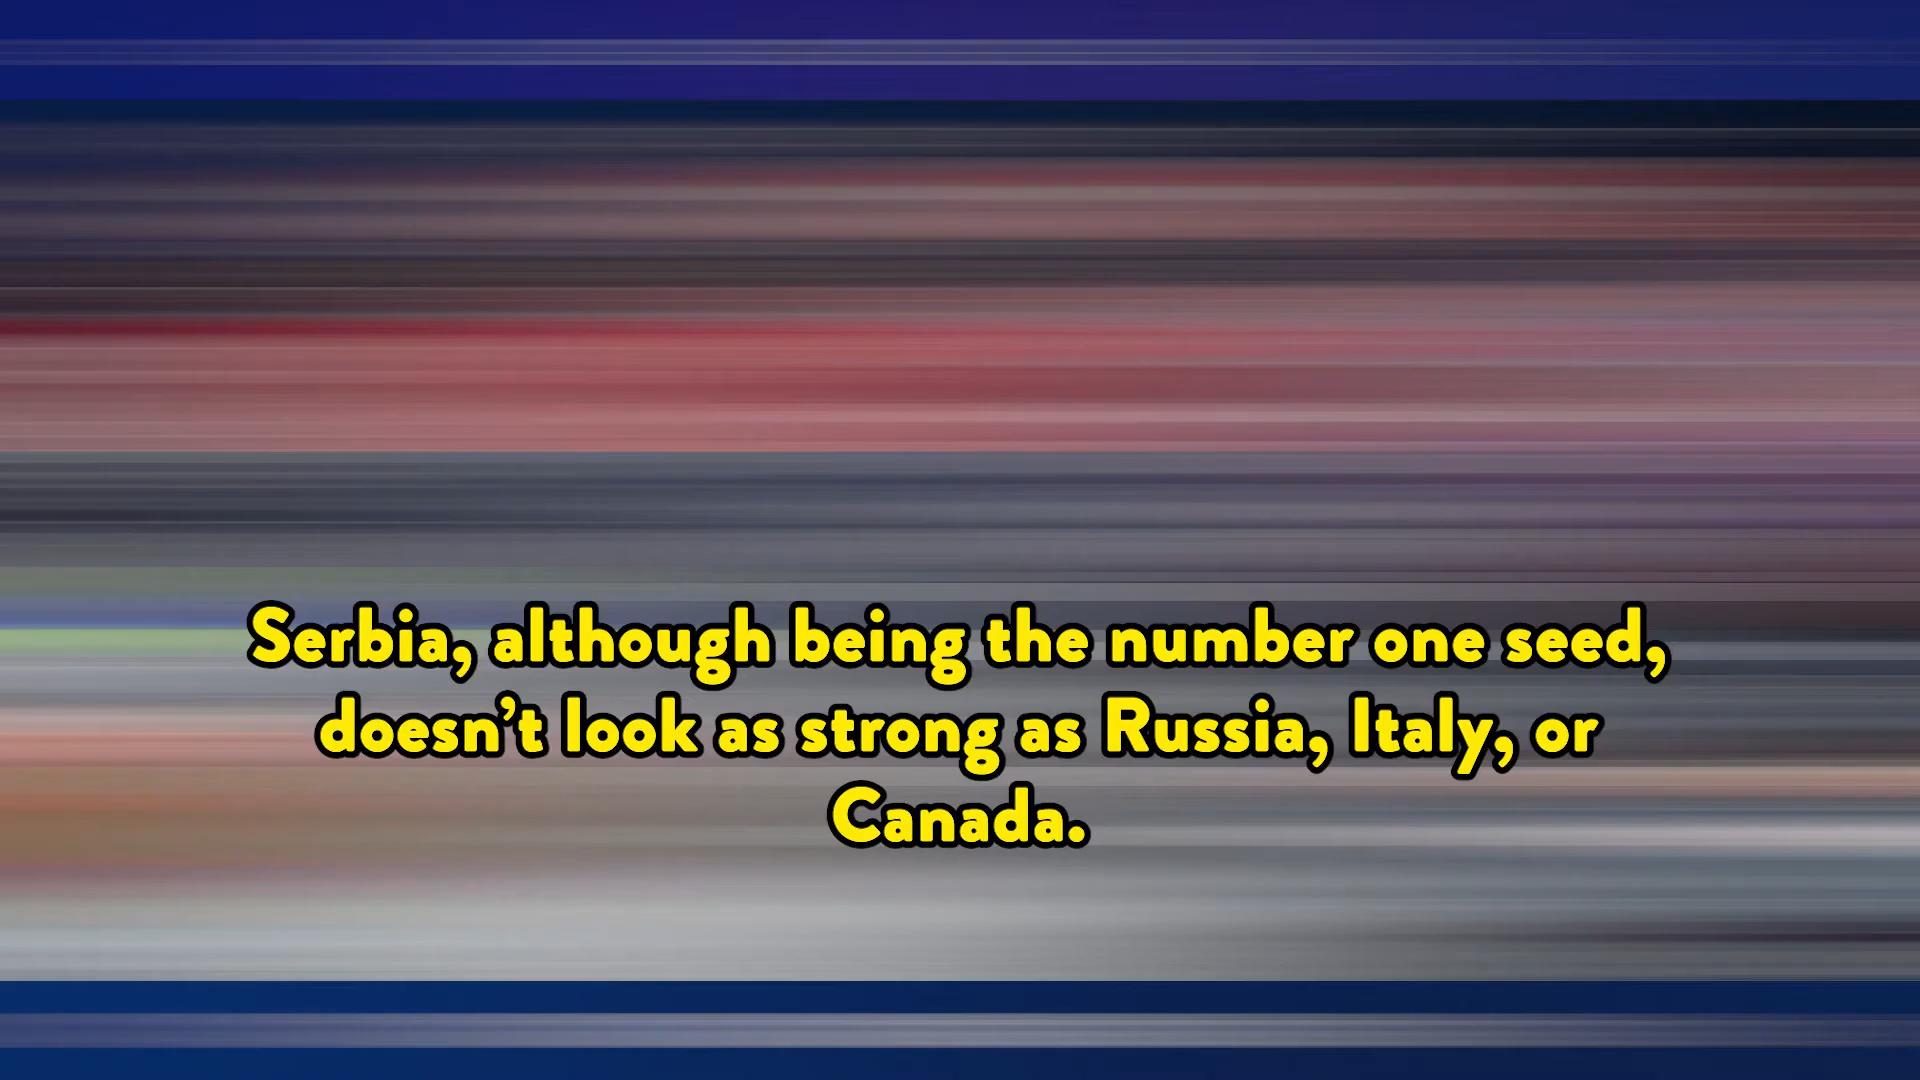 Serbia, although being the number one seed,
doesn’t look as strong as Russia, Italy, or
Canada.